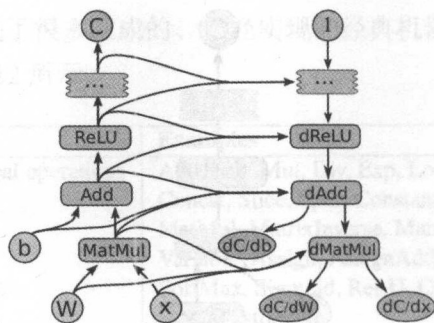 C 1
... ...
ReLU dReLU
Add dAdd
b dC/db
MatMul dMatMul
W x dC/dW dC/dx